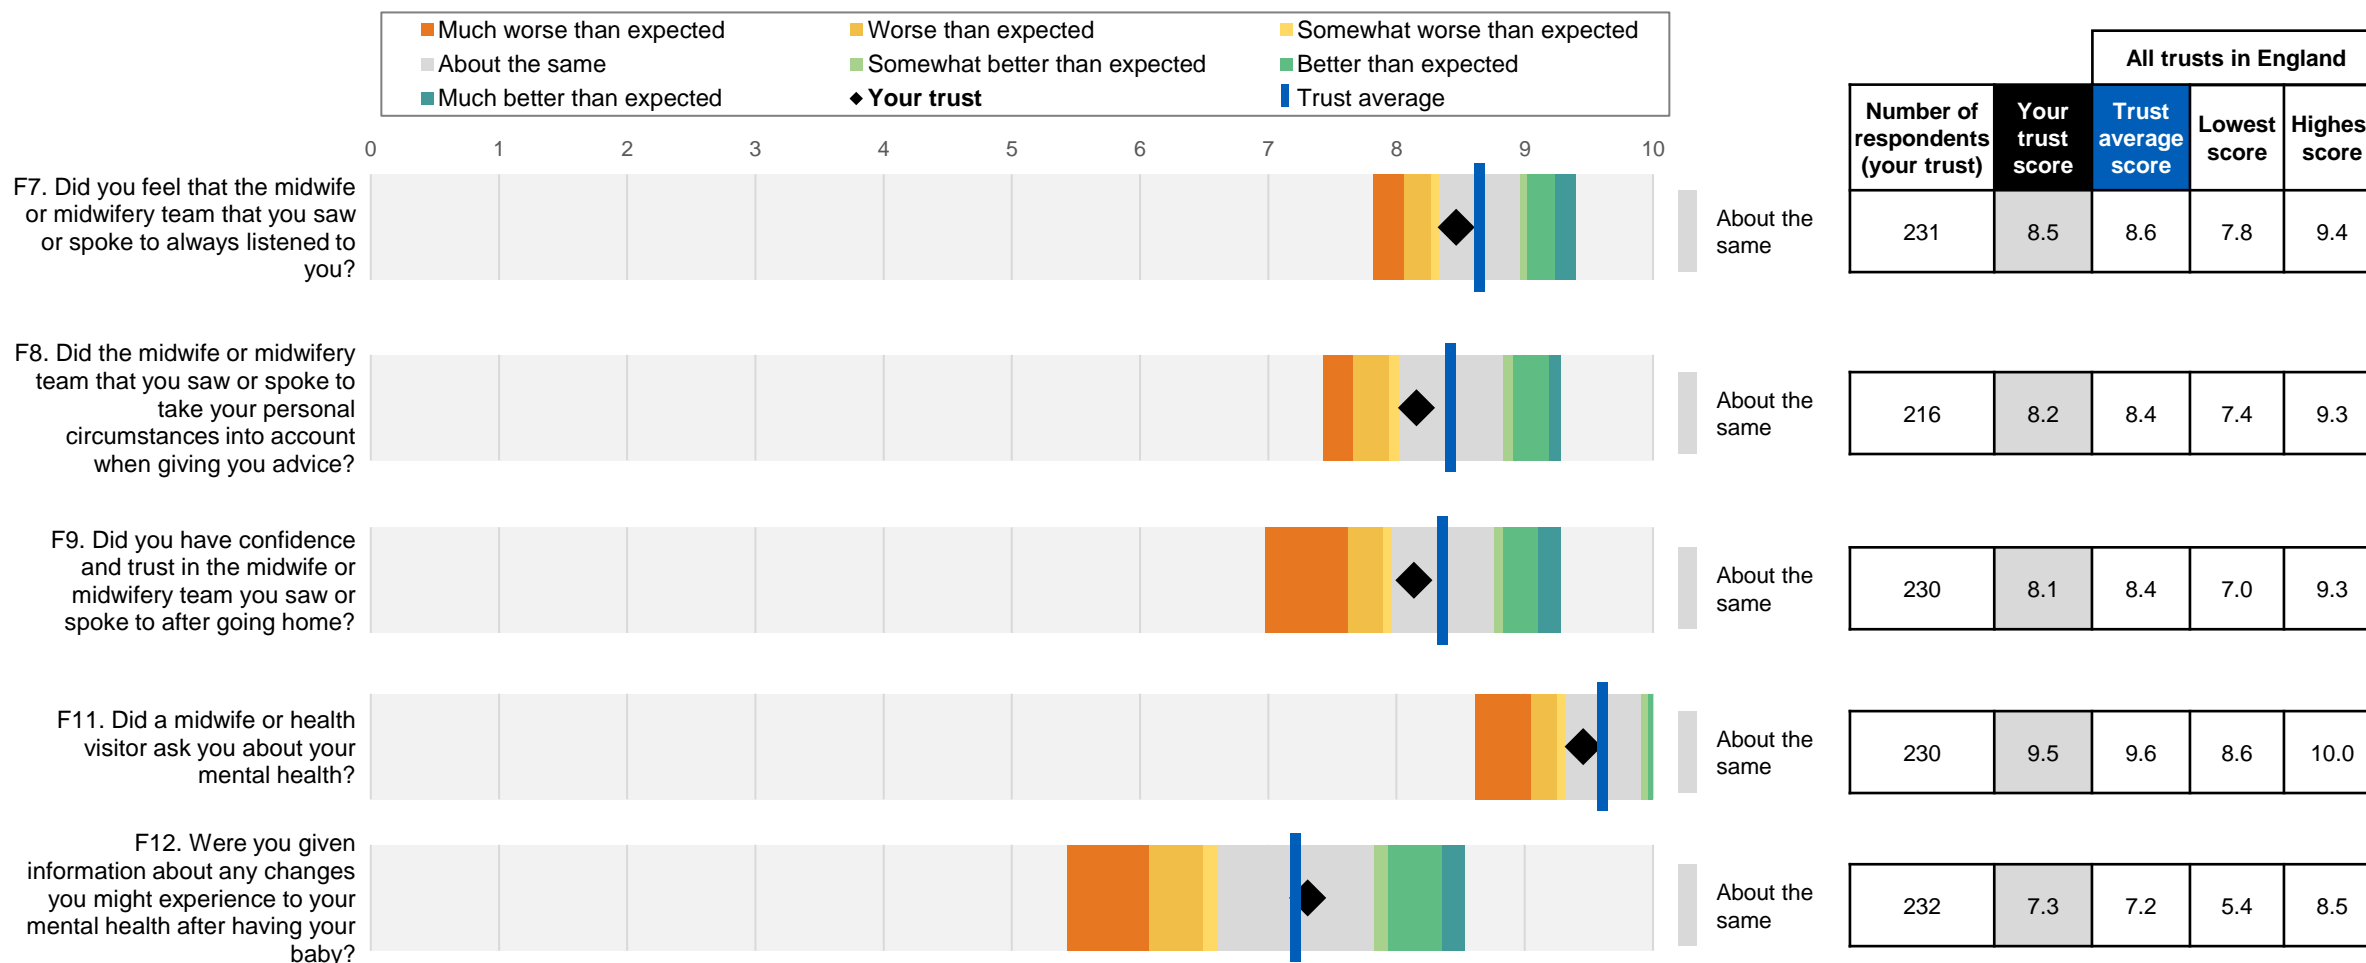 Much worse than expected
Worse than expected
Somewhat worse than expected
About the same
Somewhat better than expected
Better than expected
Much better than expected
Your trust
Trust average
All trusts in England
Number of respondents (your trust)
Your trust score
Trust average score
Lowest score
Highes score
0 1 2 3 4 5 6 7 8 9 10
F7. Did you feel that the midwife
or midwifery team that you saw
or spoke to always listened to
you?
About the
same
231 8.5 8.6 7.8 9.4
F8. Did the midwife or midwifery
team that you saw or spoke to
take your personal
circumstances into account
when giving you advice?
About the
same
216 8.2 8.4 7.4 9.3
F9. Did you have confidence
and trust in the midwife or
midwifery team you saw or
spoke to after going home?
About the
same
230 8.1 8.4 7.0 9.3
F11. Did a midwife or health
visitor ask you about your
mental health?
About the
same
230 9.5 9.6 8.6 10.0
F12. Were you given
information about any changes
you might experience to your
mental health after having your
baby?
About the
same
232 7.3 7.2 5.4 8.5